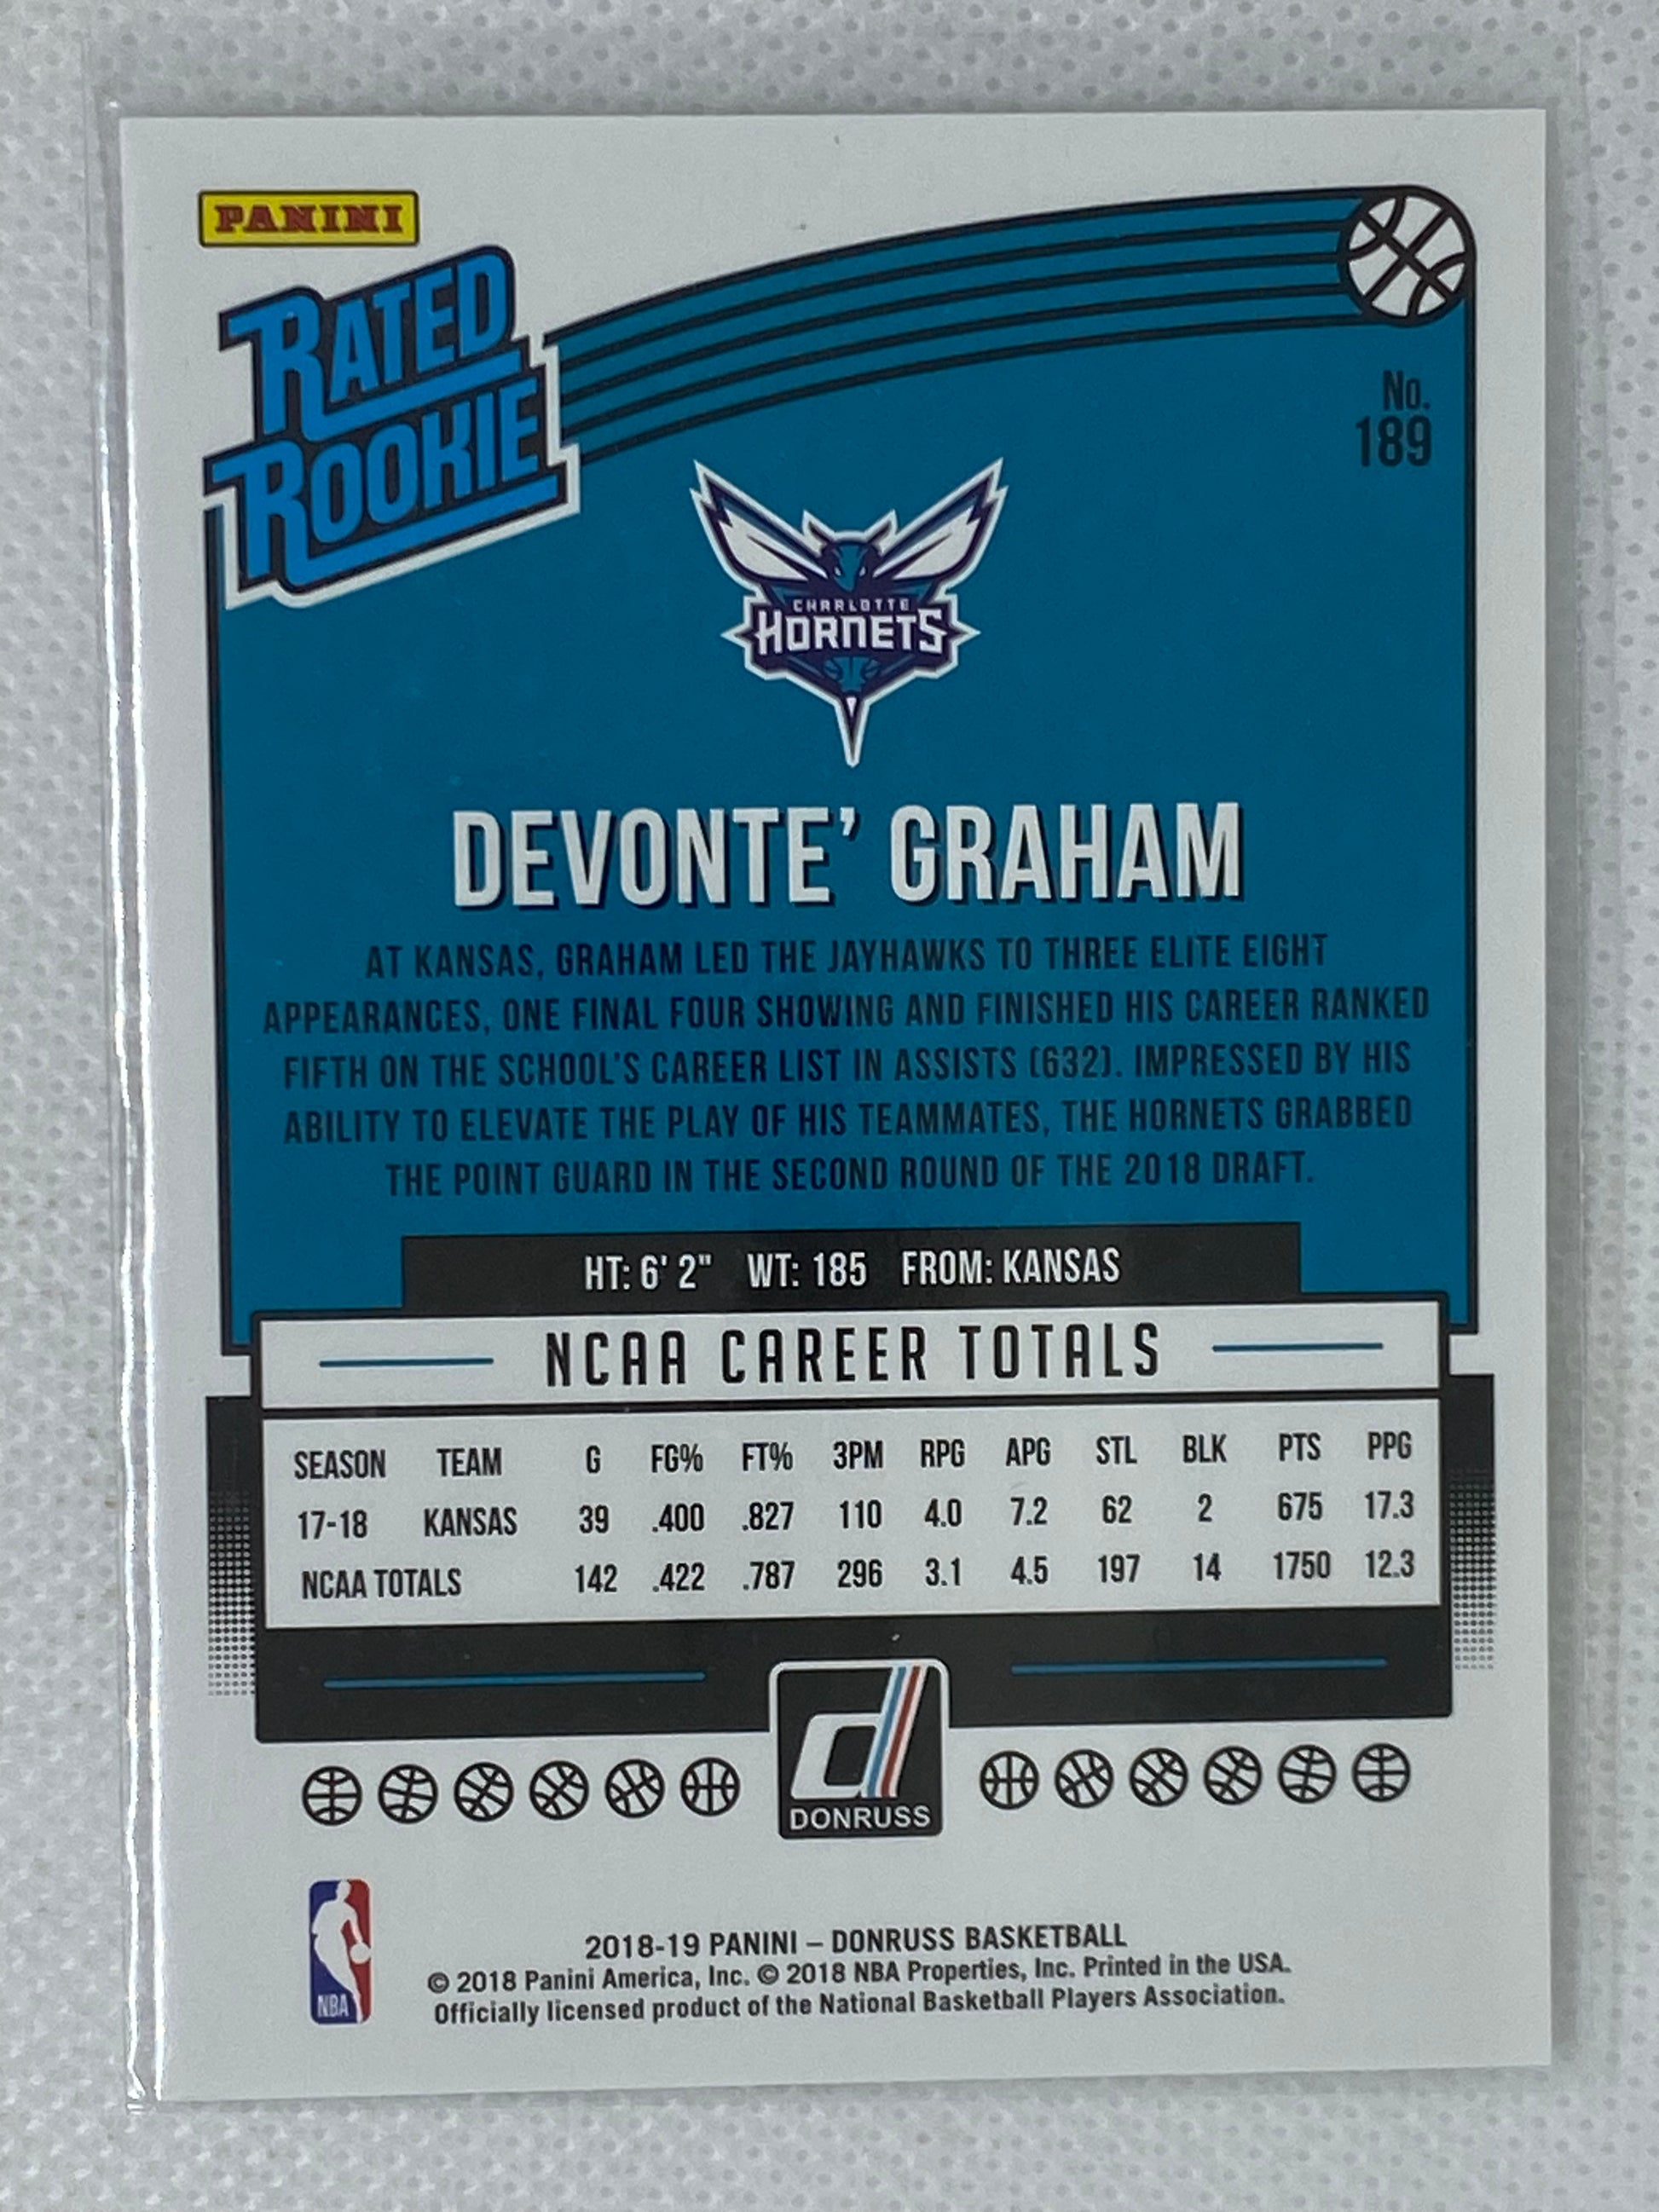 PANINI
RATED
ROOKIE
No.
189
CHARLOTTE
HORNETS
DEVONTE' GRAHAM
AT KANSAS, GRAHAM LED THE JAYHAWKS TO THREE ELITE EIGHT
APPEARANCES, ONE FINAL FOUR SHOWING AND FINISHED HIS CAREER RANKED
FIFTH ON THE SCHOOL'S CAREER LIST IN ASSISTS (632). IMPRESSED BY HIS
ABILITY TO ELEVATE THE PLAY OF HIS TEAMMATES, THE HORNETS GRABBED
THE POINT GUARD IN THE SECOND ROUND OF THE 2018 DRAFT.
HT: 6' 2" WT: 185 FROM: KANSAS
NCAA CAREER TOTALS
SEASON TEAM G FG% FT% 3PM RPG APG STL BLK PTS PPG
17-18 KANSAS 39 .400 .827 110 4.0 7.2 62 2 675 17.3
NCAA TOTALS 142 .422 .787 296 3.1 4.5 197 14 1750 12.3
d
DONRUSS
NBA
2018-19 PANINI – DONRUSS BASKETBALL
© 2018 Panini America, Inc. © 2018 NBA Properties, Inc. Printed in the USA.
Officially licensed product of the National Basketball Players Association.